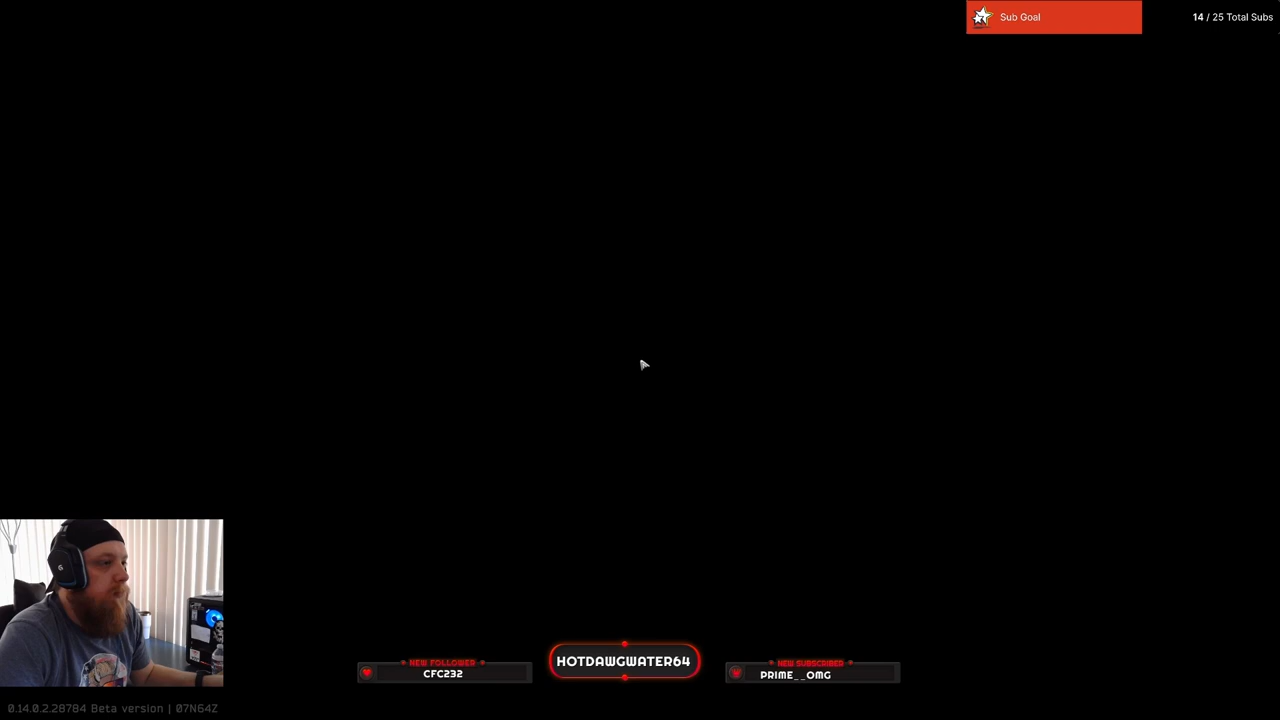 Sub Goal
14 / 25 Total Subs
NEW FOLLOWER
CFC232
HOTDAWGWATER64
NEW SUBSCRIBER
PRIME__OMG
0.14.0.2.28784 Beta version | 07N64Z